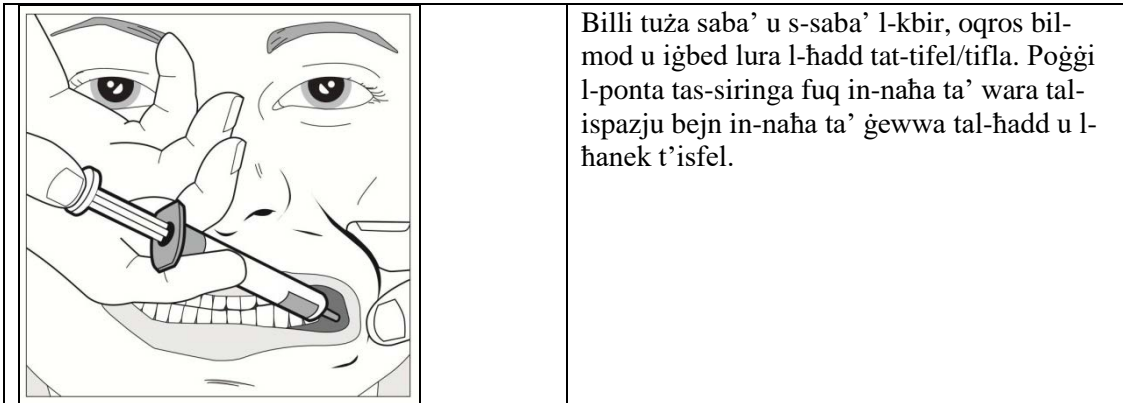 Billi tuża saba’ u s-saba’ l-kbir, oqros bil-
mod u iġbed lura l-ħadd tat-tifel/tifla. Poġġi
l-ponta tas-siringa fuq in-naħa ta’ wara tal-
ispazju bejn in-naħa ta’ ġewwa tal-ħadd u l-
ħanek t’isfel.